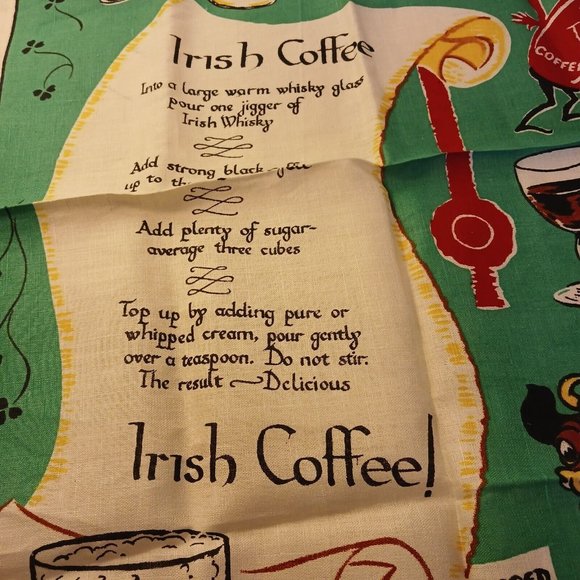 Irish Coffee
Into a large warm whisky glass
pour one jigger of
Irish Whisky
Add strong black
up to
Add plenty of sugar-
average three cubes
Top up by adding pure or
whipped cream, pour gently
over a teaspoon. Do not stir.
The result — Delicious
Irish Coffee!
COFFEE